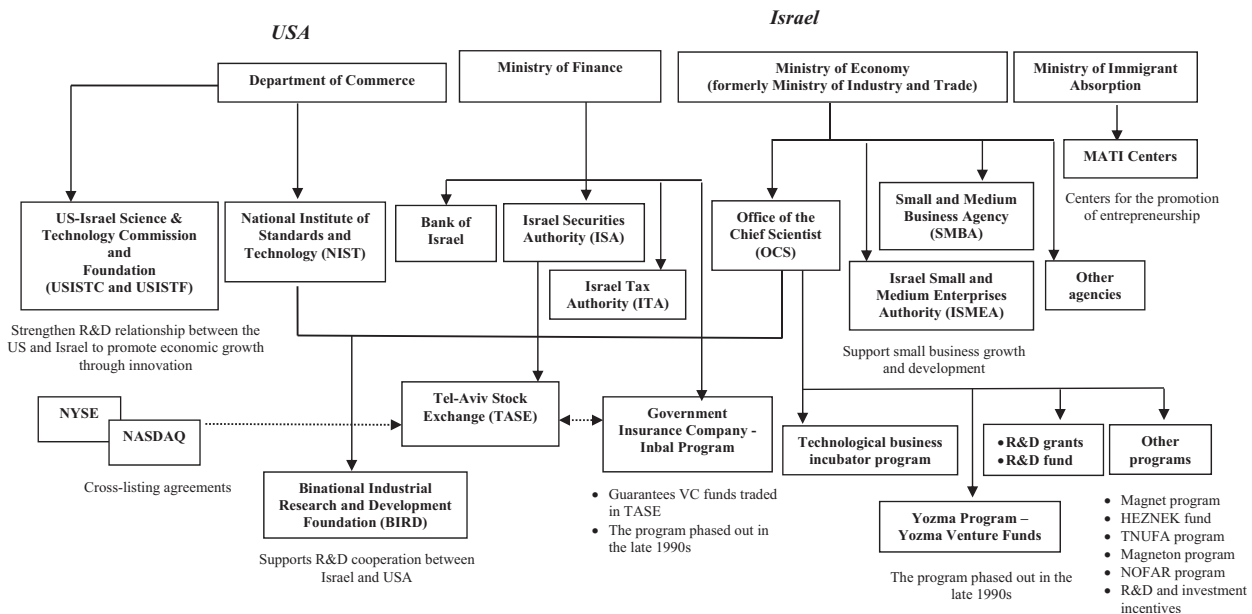 USA
Israel
Department of Commerce
Ministry of Finance
Ministry of Economy
(formerly Ministry of Industry and Trade)
Ministry of Immigrant
Absorption
MATI Centers
Centers for the promotion
of entrepreneurship
US-Israel Science &
Technology Commission
and
Foundation
(USISTC and USISTF)
Strengthen R&D relationship between the
US and Israel to promote economic growth
through innovation
National Institute of
Standards and
Technology (NIST)
Bank of
Israel
Israel Securities
Authority (ISA)
Israel Tax
Authority (ITA)
Office of the
Chief Scientist
(OCS)
Small and Medium
Business Agency
(SMBA)
Israel Small and
Medium Enterprises
Authority (ISMEA)
Support small business growth
and development
Other
agencies
NYSE
NASDAQ
Cross-listing agreements
Tel-Aviv Stock
Exchange (TASE)
Government
Insurance Company -
Inbal Program
• Guarantees VC funds traded
in TASE
• The program phased out in
the late 1990s
Binational Industrial
Research and Development
Foundation (BIRD)
Supports R&D cooperation between
Israel and USA
Technological business
incubator program
• R&D grants
• R&D fund
Other
programs
Yozma Program –
Yozma Venture Funds
The program phased out in the
late 1990s
• Magnet program
• HEZNEK fund
• TNUFA program
• Magneton program
• NOFAR program
• R&D and investment
incentives